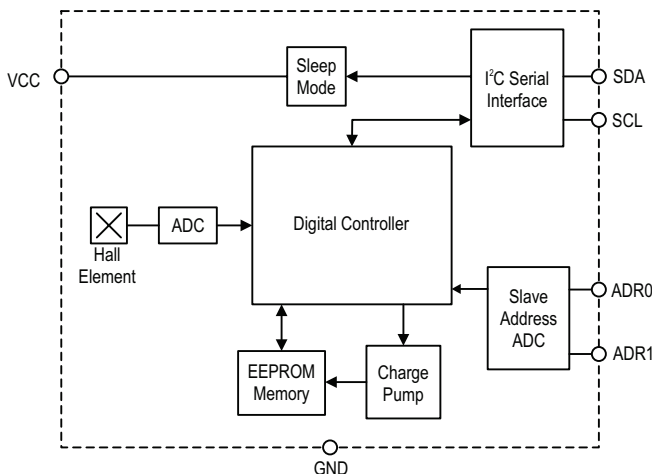 VCC
Sleep
Mode
I²C Serial
Interface
SDA
SCL
Digital Controller
ADC
Hall
Element
Slave
Address
ADC
ADR0
ADR1
EEPROM
Memory
Charge
Pump
GND